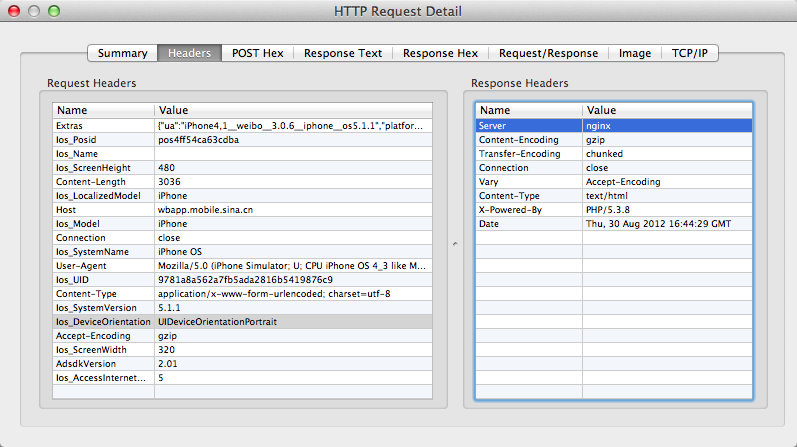 HTTP Request Detail
Summary Headers POST Hex Response Text Response Hex Request/Response Image TCP/IP
Request Headers
Name Value
Extras {"ua":"iPhone4,1__weibo__3.0.6__iphone__os5.1.1","platfor...
Ios_Posid pos4ff54ca63cdba
Ios_Name
Ios_ScreenHeight 480
Content-Length 3036
Ios_LocalizedModel iPhone
Host wbapp.mobile.sina.cn
Ios_Model iPhone
Connection close
Ios_SystemName iPhone OS
User-Agent Mozilla/5.0 (iPhone Simulator; U; CPU iPhone OS 4_3 like M...
Ios_UID 9781a8a562a7fb5ada2816b5419876c9
Content-Type application/x-www-form-urlencoded; charset=utf-8
Ios_SystemVersion 5.1.1
Ios_DeviceOrientation UIDeviceOrientationPortrait
Accept-Encoding gzip
Ios_ScreenWidth 320
AdsdkVersion 2.01
Ios_AccessInternet... 5
Response Headers
Name Value
Server nginx
Content-Encoding gzip
Transfer-Encoding chunked
Connection close
Vary Accept-Encoding
Content-Type text/html
X-Powered-By PHP/5.3.8
Date Thu, 30 Aug 2012 16:44:29 GMT